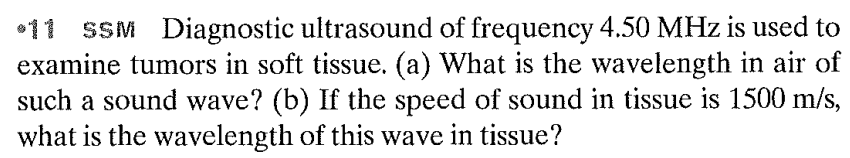 •11 SSM Diagnostic ultrasound of frequency 4.50 MHz is used to
examine tumors in soft tissue. (a) What is the wavelength in air of
such a sound wave? (b) If the speed of sound in tissue is 1500 m/s,
what is the wavelength of this wave in tissue?